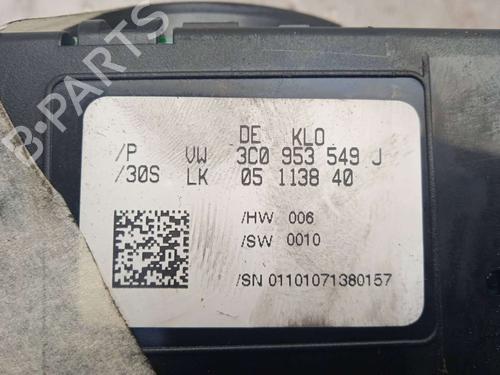 B-PARTS
DE KLO
/P VW 3C0 953 549 J
/30S LK 05 1138 40
/HW 006
/SW 0010
/SN 01101071380157